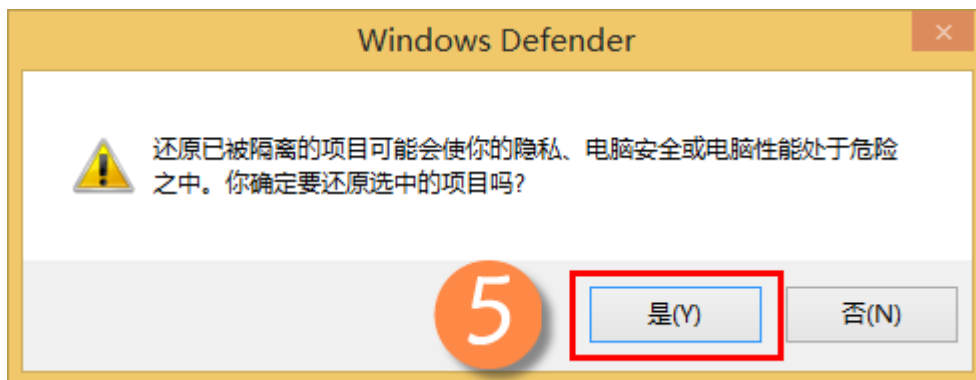 Windows Defender
还原已被隔离的项目可能会使你的隐私、电脑安全或电脑性能处于危险
之中。你确定要还原选中的项目吗?
5
是(Y)
否(N)